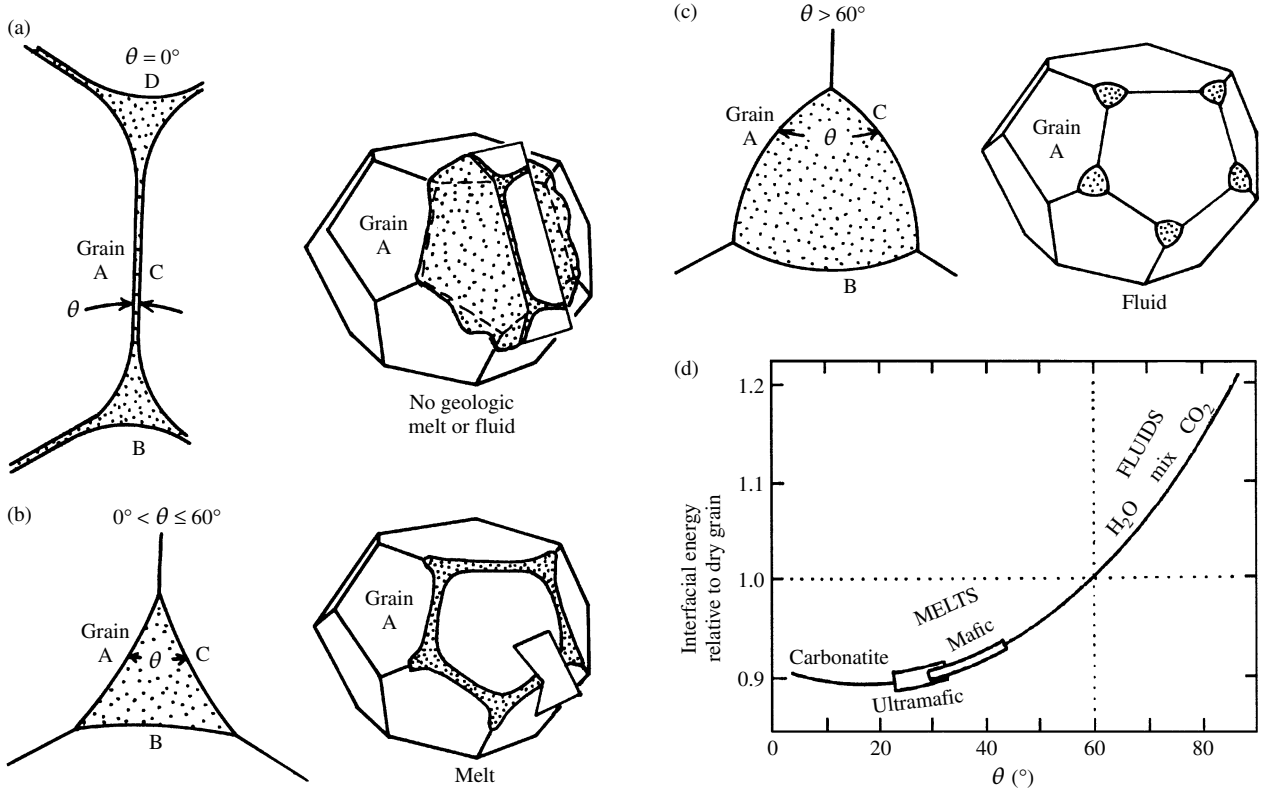 (a)
θ = 0°
D
Grain
A
C
θ
B
Grain
A
No geologic
melt or fluid
(b)
0° < θ ≤ 60°
Grain
A
θ
C
B
Grain
A
Melt
(c)
θ > 60°
Grain
A
C
θ
B
Grain
A
Fluid
(d)
Interfacial energy
relative to dry grain
1.2
1.1
1.0
0.9
FLUIDS
H₂O mix CO₂
MELTS
Mafic
Carbonatite
Ultramafic
0 20 40 60 80
θ (°)